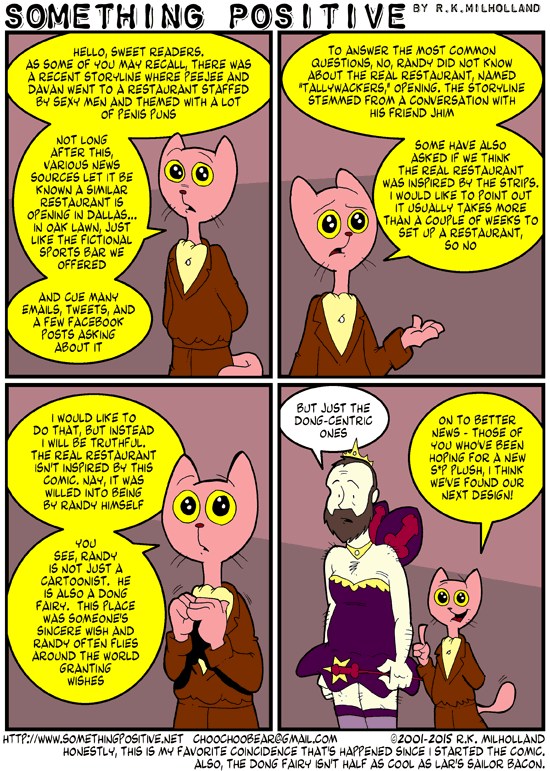 SOMETHING POSITIVE BY R.K.MILHOLLAND
HELLO, SWEET READERS.
AS SOME OF YOU MAY RECALL, THERE WAS
A RECENT STORYLINE WHERE PEEJEE AND
DAVAN WENT TO A RESTAURANT STAFFED
BY SEXY MEN AND THEMED WITH A LOT
OF PENIS PUNS
NOT LONG
AFTER THIS,
VARIOUS NEWS
SOURCES LET IT BE
KNOWN A SIMILAR
RESTAURANT IS
OPENING IN DALLAS...
IN OAK LAWN, JUST
LIKE THE FICTIONAL
SPORTS BAR WE
OFFERED
AND CUE MANY
EMAILS, TWEETS, AND
A FEW FACEBOOK
POSTS ASKING
ABOUT IT
TO ANSWER THE MOST COMMON
QUESTIONS, NO, RANDY DID NOT KNOW
ABOUT THE REAL RESTAURANT, NAMED
"TALLYWACKERS," OPENING. THE STORYLINE
STEMMED FROM A CONVERSATION WITH
HIS FRIEND JHIM
SOME HAVE ALSO
ASKED IF WE THINK
THE REAL RESTAURANT
WAS INSPIRED BY THE STRIPS.
I WOULD LIKE TO POINT OUT
IT USUALLY TAKES MORE
THAN A COUPLE OF WEEKS TO
SET UP A RESTAURANT,
SO NO
I WOULD LIKE TO
DO THAT, BUT INSTEAD
I WILL BE TRUTHFUL.
THE REAL RESTAURANT
ISN'T INSPIRED BY THIS
COMIC. NAY, IT WAS
WILLED INTO BEING
BY RANDY HIMSELF
YOU
SEE, RANDY
IS NOT JUST A
CARTOONIST. HE
IS ALSO A DONG
FAIRY. THIS PLACE
WAS SOMEONE'S
SINCERE WISH AND
RANDY OFTEN FLIES
AROUND THE WORLD
GRANTING
WISHES
BUT JUST THE
DONG-CENTRIC
ONES
ON TO BETTER
NEWS - THOSE OF
YOU WHO'VE BEEN
HOPING FOR A NEW
S*P PLUSH, I THINK
WE'VE FOUND OUR
NEXT DESIGN!
HTTP://WWW.SOMETHINGPOSITIVE.NET CHOOCHOOBEAR@GMAIL.COM ©2001-2015 R.K. MILHOLLAND
HONESTLY, THIS IS MY FAVORITE COINCIDENCE THAT'S HAPPENED SINCE I STARTED THE COMIC.
ALSO, THE DONG FAIRY ISN'T HALF AS COOL AS LAR'S SAILOR BACON.